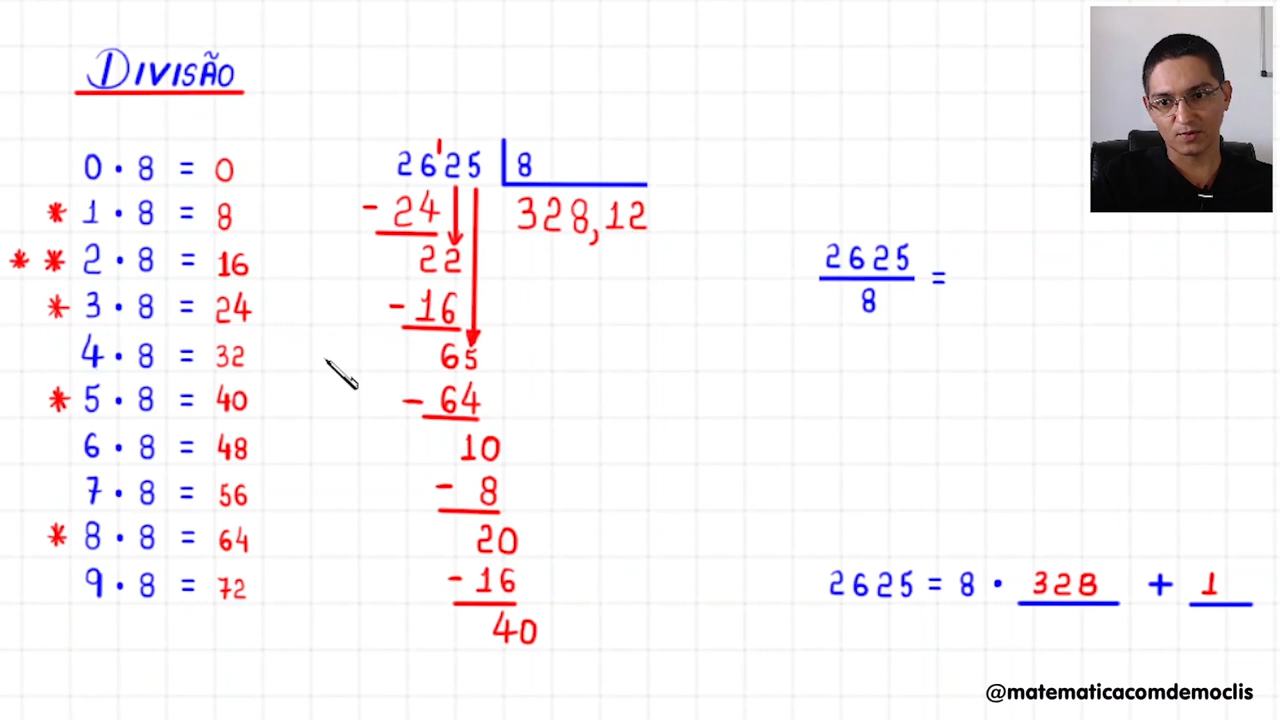 DIVISÃO
0 · 8 = 0
* 1 · 8 = 8
* * 2 · 8 = 16
* 3 · 8 = 24
4 · 8 = 32
* 5 · 8 = 40
6 · 8 = 48
7 · 8 = 56
* 8 · 8 = 64
9 · 8 = 72
26'25 8
- 24 328,12
22
- 16
65
- 64
10
- 8
20
- 16
40
2625
8 =
2625 = 8 · 328 + 1
@matematicacomdemoclis